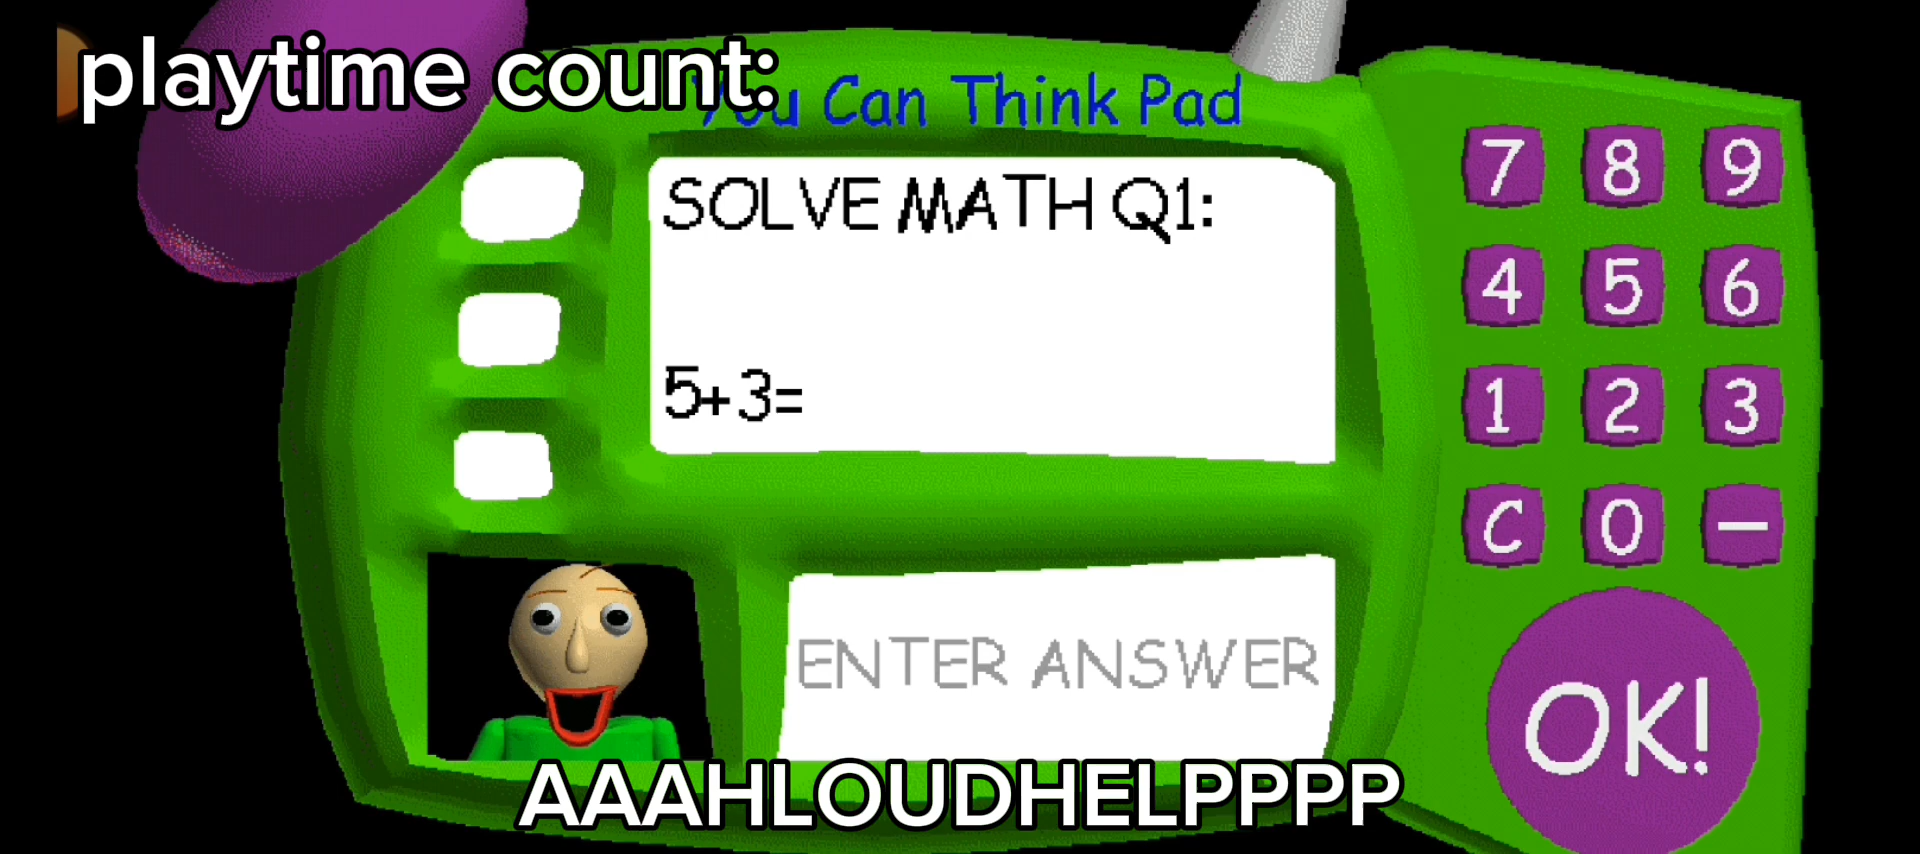 playtime count:
You Can Think Pad
SOLVE MATH Q1:
5+3=
7 8 9
4 5 6
1 2 3
C 0 −
ENTER ANSWER
OK!
AAAHLOUDHELPPPP